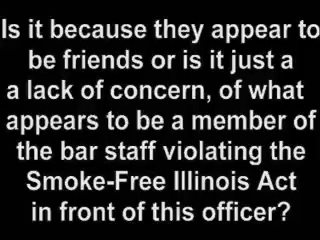 Is it because they appear to
be friends or is it just a
a lack of concern, of what
appears to be a member of
the bar staff violating the
Smoke-Free Illinois Act
in front of this officer?